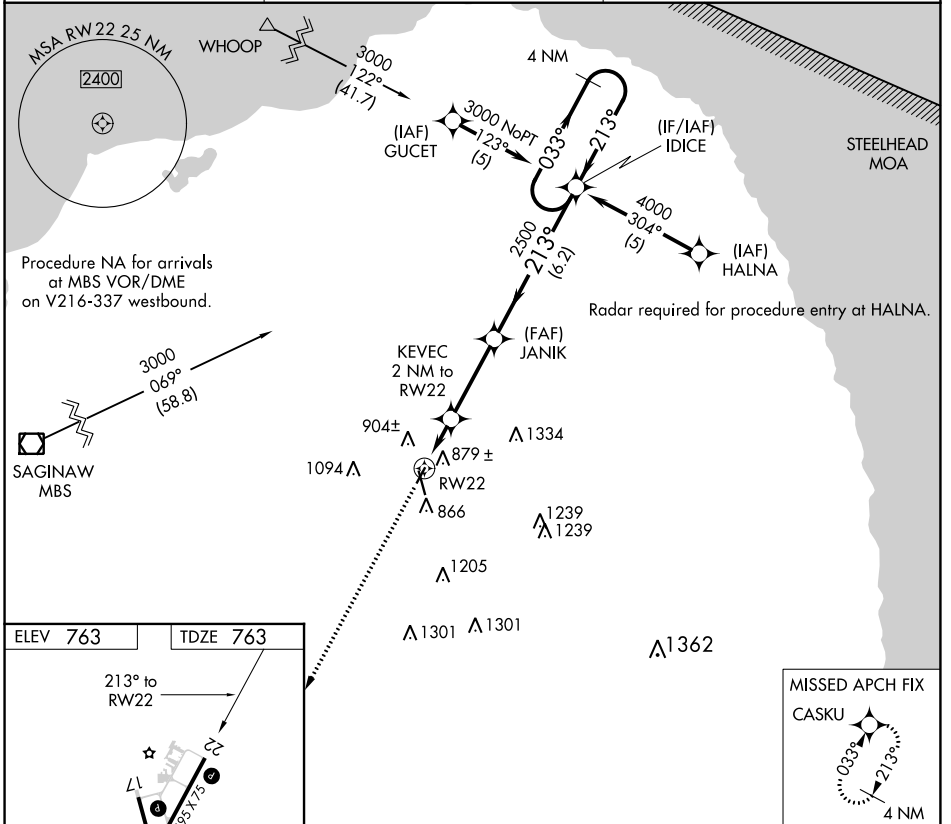 MSA RW22 25 NM
2400
WHOOP
3000
122°
(41.7)
4 NM
(IAF)
GUCET
3000 NoPT
123°
(5)
033°
213°
(IF/IAF)
IDICE
STEELHEAD
MOA
4000
304°
(5)
(IAF)
HALNA
2500
213°
(6.2)
Procedure NA for arrivals
at MBS VOR/DME
on V216-337 westbound.
Radar required for procedure entry at HALNA.
(FAF)
JANIK
KEVEC
2 NM to
RW22
3000
069°
(58.8)
SAGINAW
MBS
904±
1334
879 ±
1094
RW22
866
1239
1239
1205
1301
1301
1362
ELEV 763
TDZE 763
213° to
RW22
22
17
P
P
95 X 75
MISSED APCH FIX
CASKU
033°
213°
4 NM